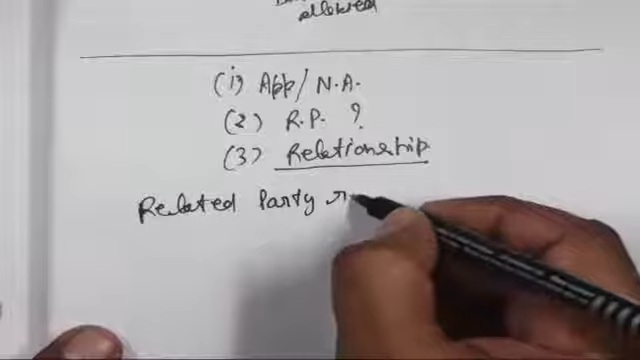 allowed
(1) App/N.A.
(2) R.P. ?
(3) Relationship
Related Party